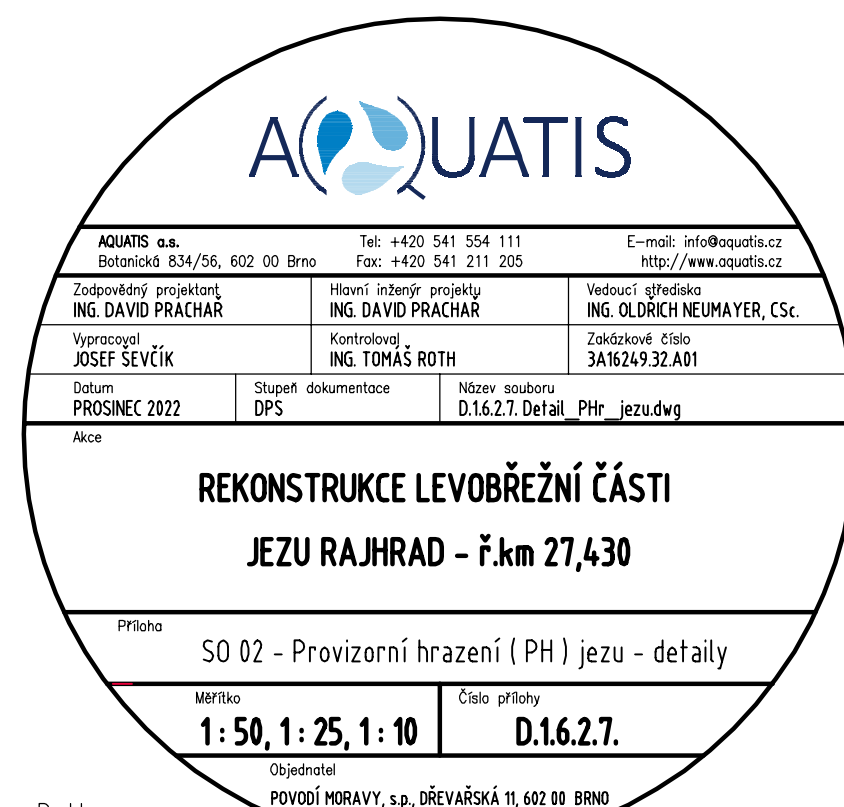 AQUATIS
AQUATIS a.s. Tel: +420 541 554 111 E-mail: info@aquatis.cz
Botanická 834/56, 602 00 Brno Fax: +420 541 211 205 http://www.aquatis.cz
Zodpovědný projektant Hlavní inženýr projektu Vedoucí střediska
ING. DAVID PRACHAŘ ING. DAVID PRACHAŘ ING. OLDŘICH NEUMAYER, CSc.
Vypracoval Kontroloval Zakázkové číslo
JOSEF ŠEVČÍK ING. TOMÁŠ ROTH 3A16249.32.A01
Datum Stupeň dokumentace Název souboru
PROSINEC 2022 DPS D.1.6.2.7. Detail_PHr_jezu.dwg
Akce
REKONSTRUKCE LEVOBŘEŽNÍ ČÁSTI
JEZU RAJHRAD - ř.km 27,430
Příloha
SO 02 - Provizorní hrazení ( PH ) jezu - detaily
Měřítko Číslo přílohy
1 : 50, 1 : 25, 1 : 10 D.1.6.2.7.
Objednatel
POVODÍ MORAVY, s.p., DŘEVAŘSKÁ 11, 602 00 BRNO